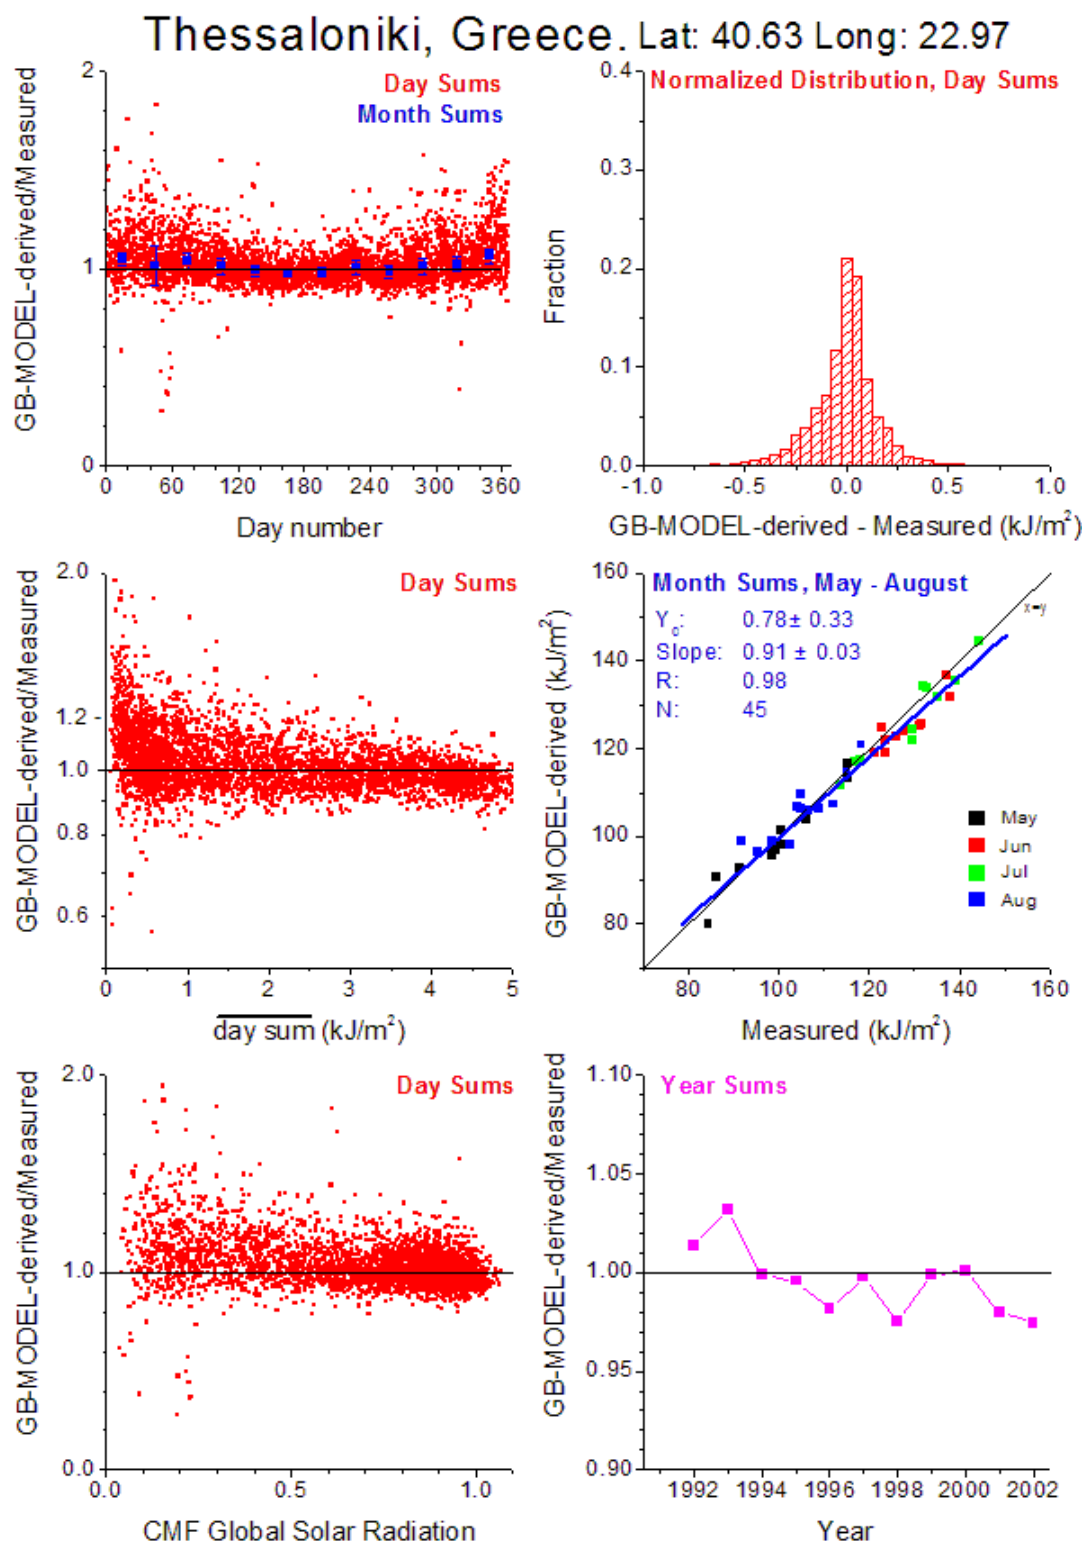 Thessaloniki, Greece. Lat: 40.63 Long: 22.97
GB-MODEL-derived/Measured
2
1
0
Day Sums
Month Sums
0 60 120 180 240 300 360
Day number
Fraction
0.4
0.3
0.2
0.1
0.0
Normalized Distribution, Day Sums
-1.0 -0.5 0.0 0.5 1.0
GB-MODEL-derived - Measured (kJ/m²)
GB-MODEL-derived/Measured
2.0
1.2
1.0
0.8
0.6
Day Sums
0 1 2 3 4 5
day sum (kJ/m²)
GB-MODEL-derived (kJ/m²)
160
140
120
100
80
Month Sums, May - August
Y₀: 0.78± 0.33
Slope: 0.91 ± 0.03
R: 0.98
N: 45
x=y
May
Jun
Jul
Aug
80 100 120 140 160
Measured (kJ/m²)
GB-MODEL-derived/Measured
2.0
1.0
0.0
Day Sums
0.0 0.5 1.0
CMF Global Solar Radiation
GB-MODEL-derived/Measured
1.10
1.05
1.00
0.95
0.90
Year Sums
1992 1994 1996 1998 2000 2002
Year